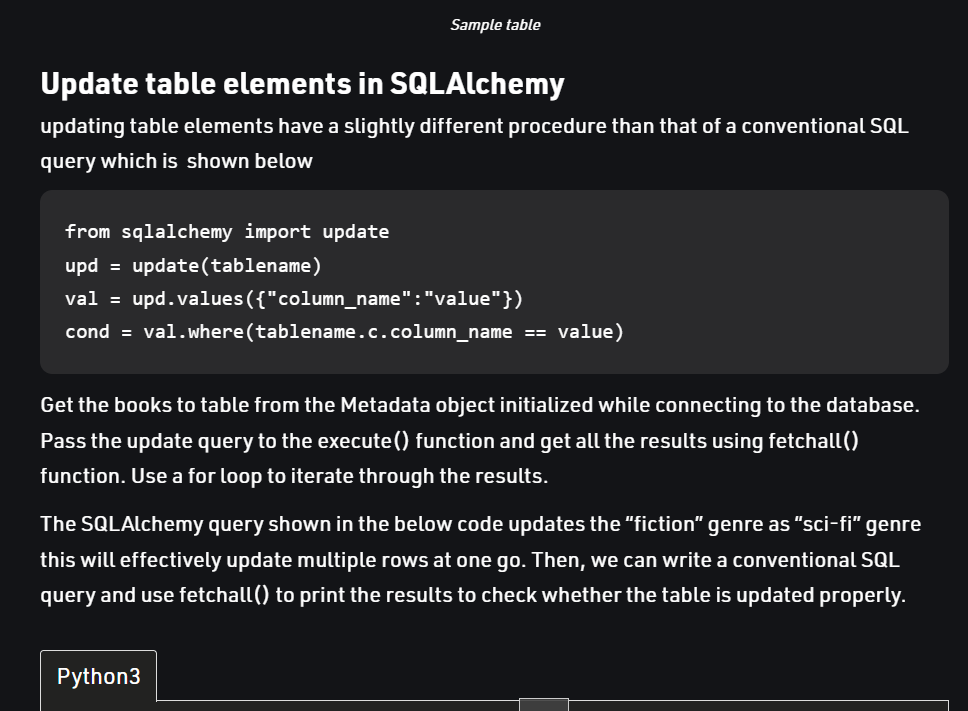 Sample table
Update table elements in SQLAlchemy
updating table elements have a slightly different procedure than that of a conventional SQL
query which is  shown below
from sqlalchemy import update
upd = update(tablename)
val = upd.values({"column_name":"value"})
cond = val.where(tablename.c.column_name == value)
Get the books to table from the Metadata object initialized while connecting to the database.
Pass the update query to the execute() function and get all the results using fetchall()
function. Use a for loop to iterate through the results.
The SQLAlchemy query shown in the below code updates the “fiction” genre as “sci-fi” genre
this will effectively update multiple rows at one go. Then, we can write a conventional SQL
query and use fetchall() to print the results to check whether the table is updated properly.
Python3